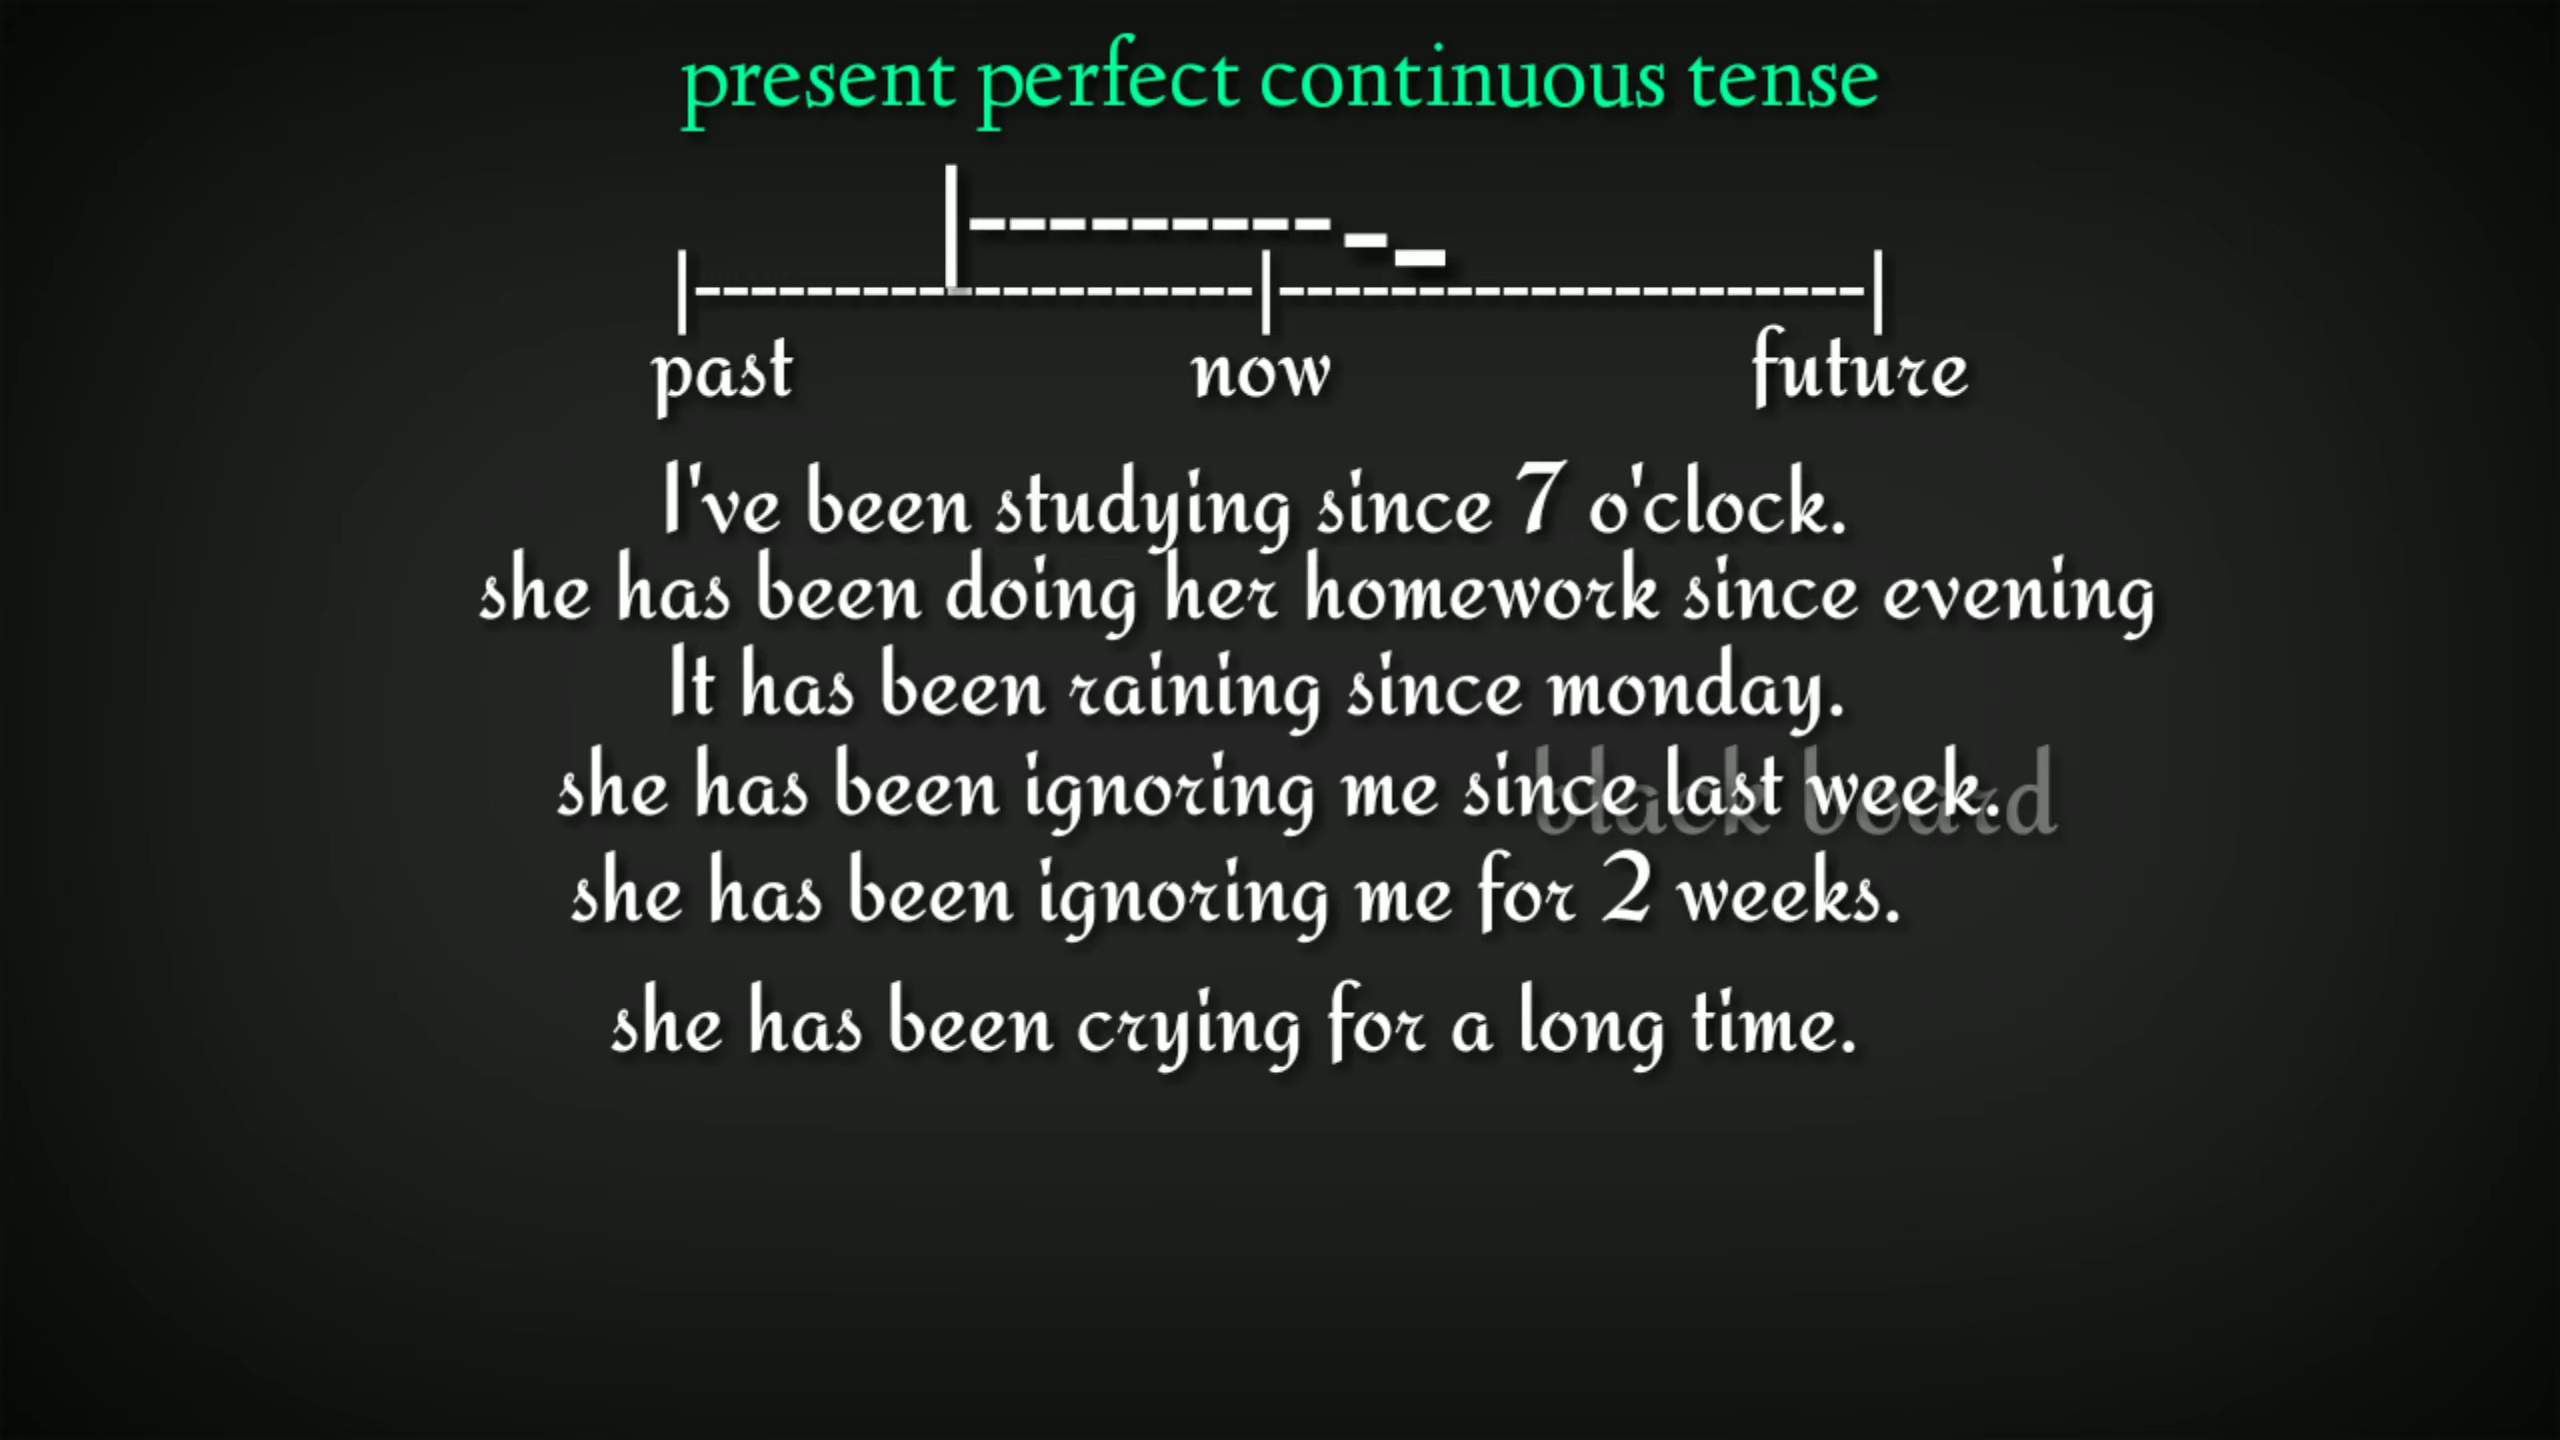 present perfect continuous tense
past now future
I've been studying since 7 o'clock.
she has been doing her homework since evening
It has been raining since monday.
she has been ignoring me since last week.
black board
she has been ignoring me for 2 weeks.
she has been crying for a long time.